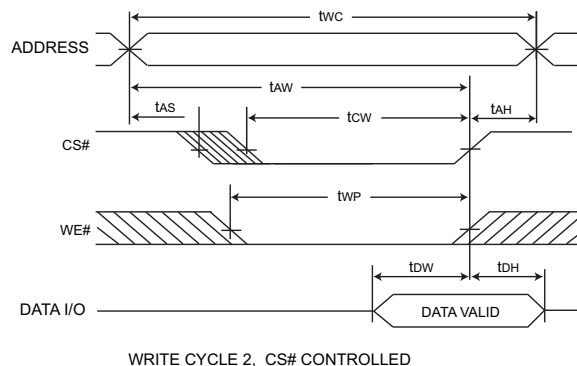 tWC
ADDRESS
tAW
tAS
tCW
tAH
CS#
tWP
WE#
tDW
tDH
DATA I/O
DATA VALID
WRITE CYCLE 2, CS# CONTROLLED